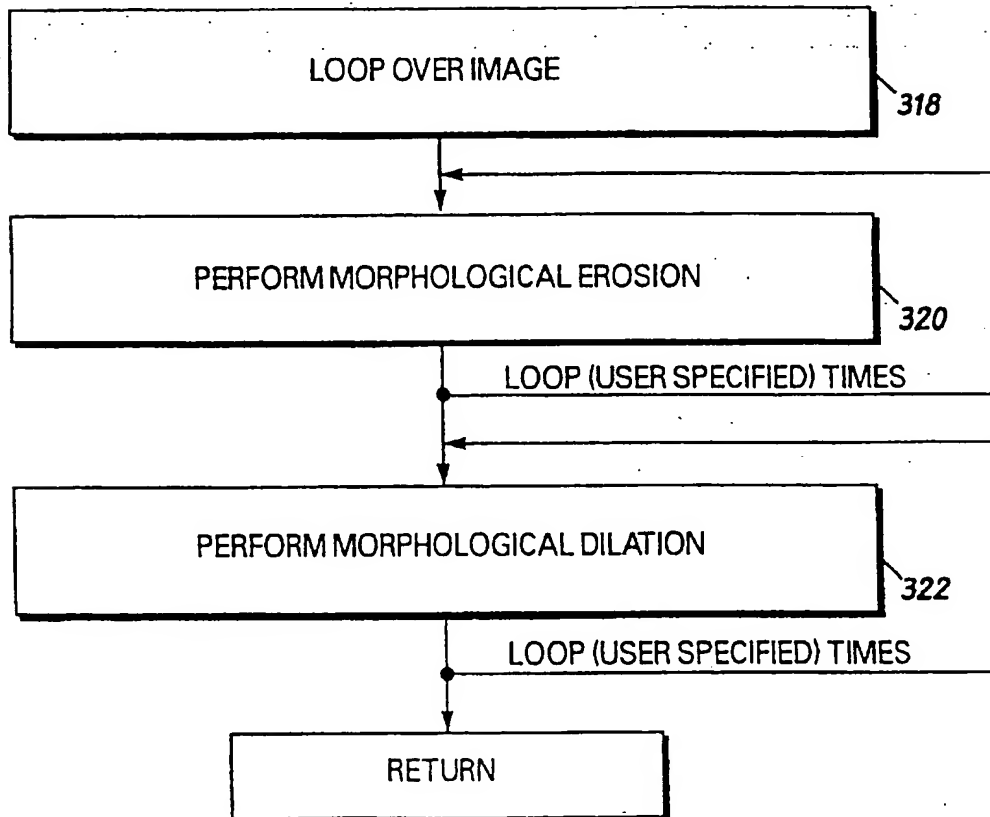 LOOP OVER IMAGE
318
PERFORM MORPHOLOGICAL EROSION
320
LOOP (USER SPECIFIED) TIMES
PERFORM MORPHOLOGICAL DILATION
322
LOOP (USER SPECIFIED) TIMES
RETURN